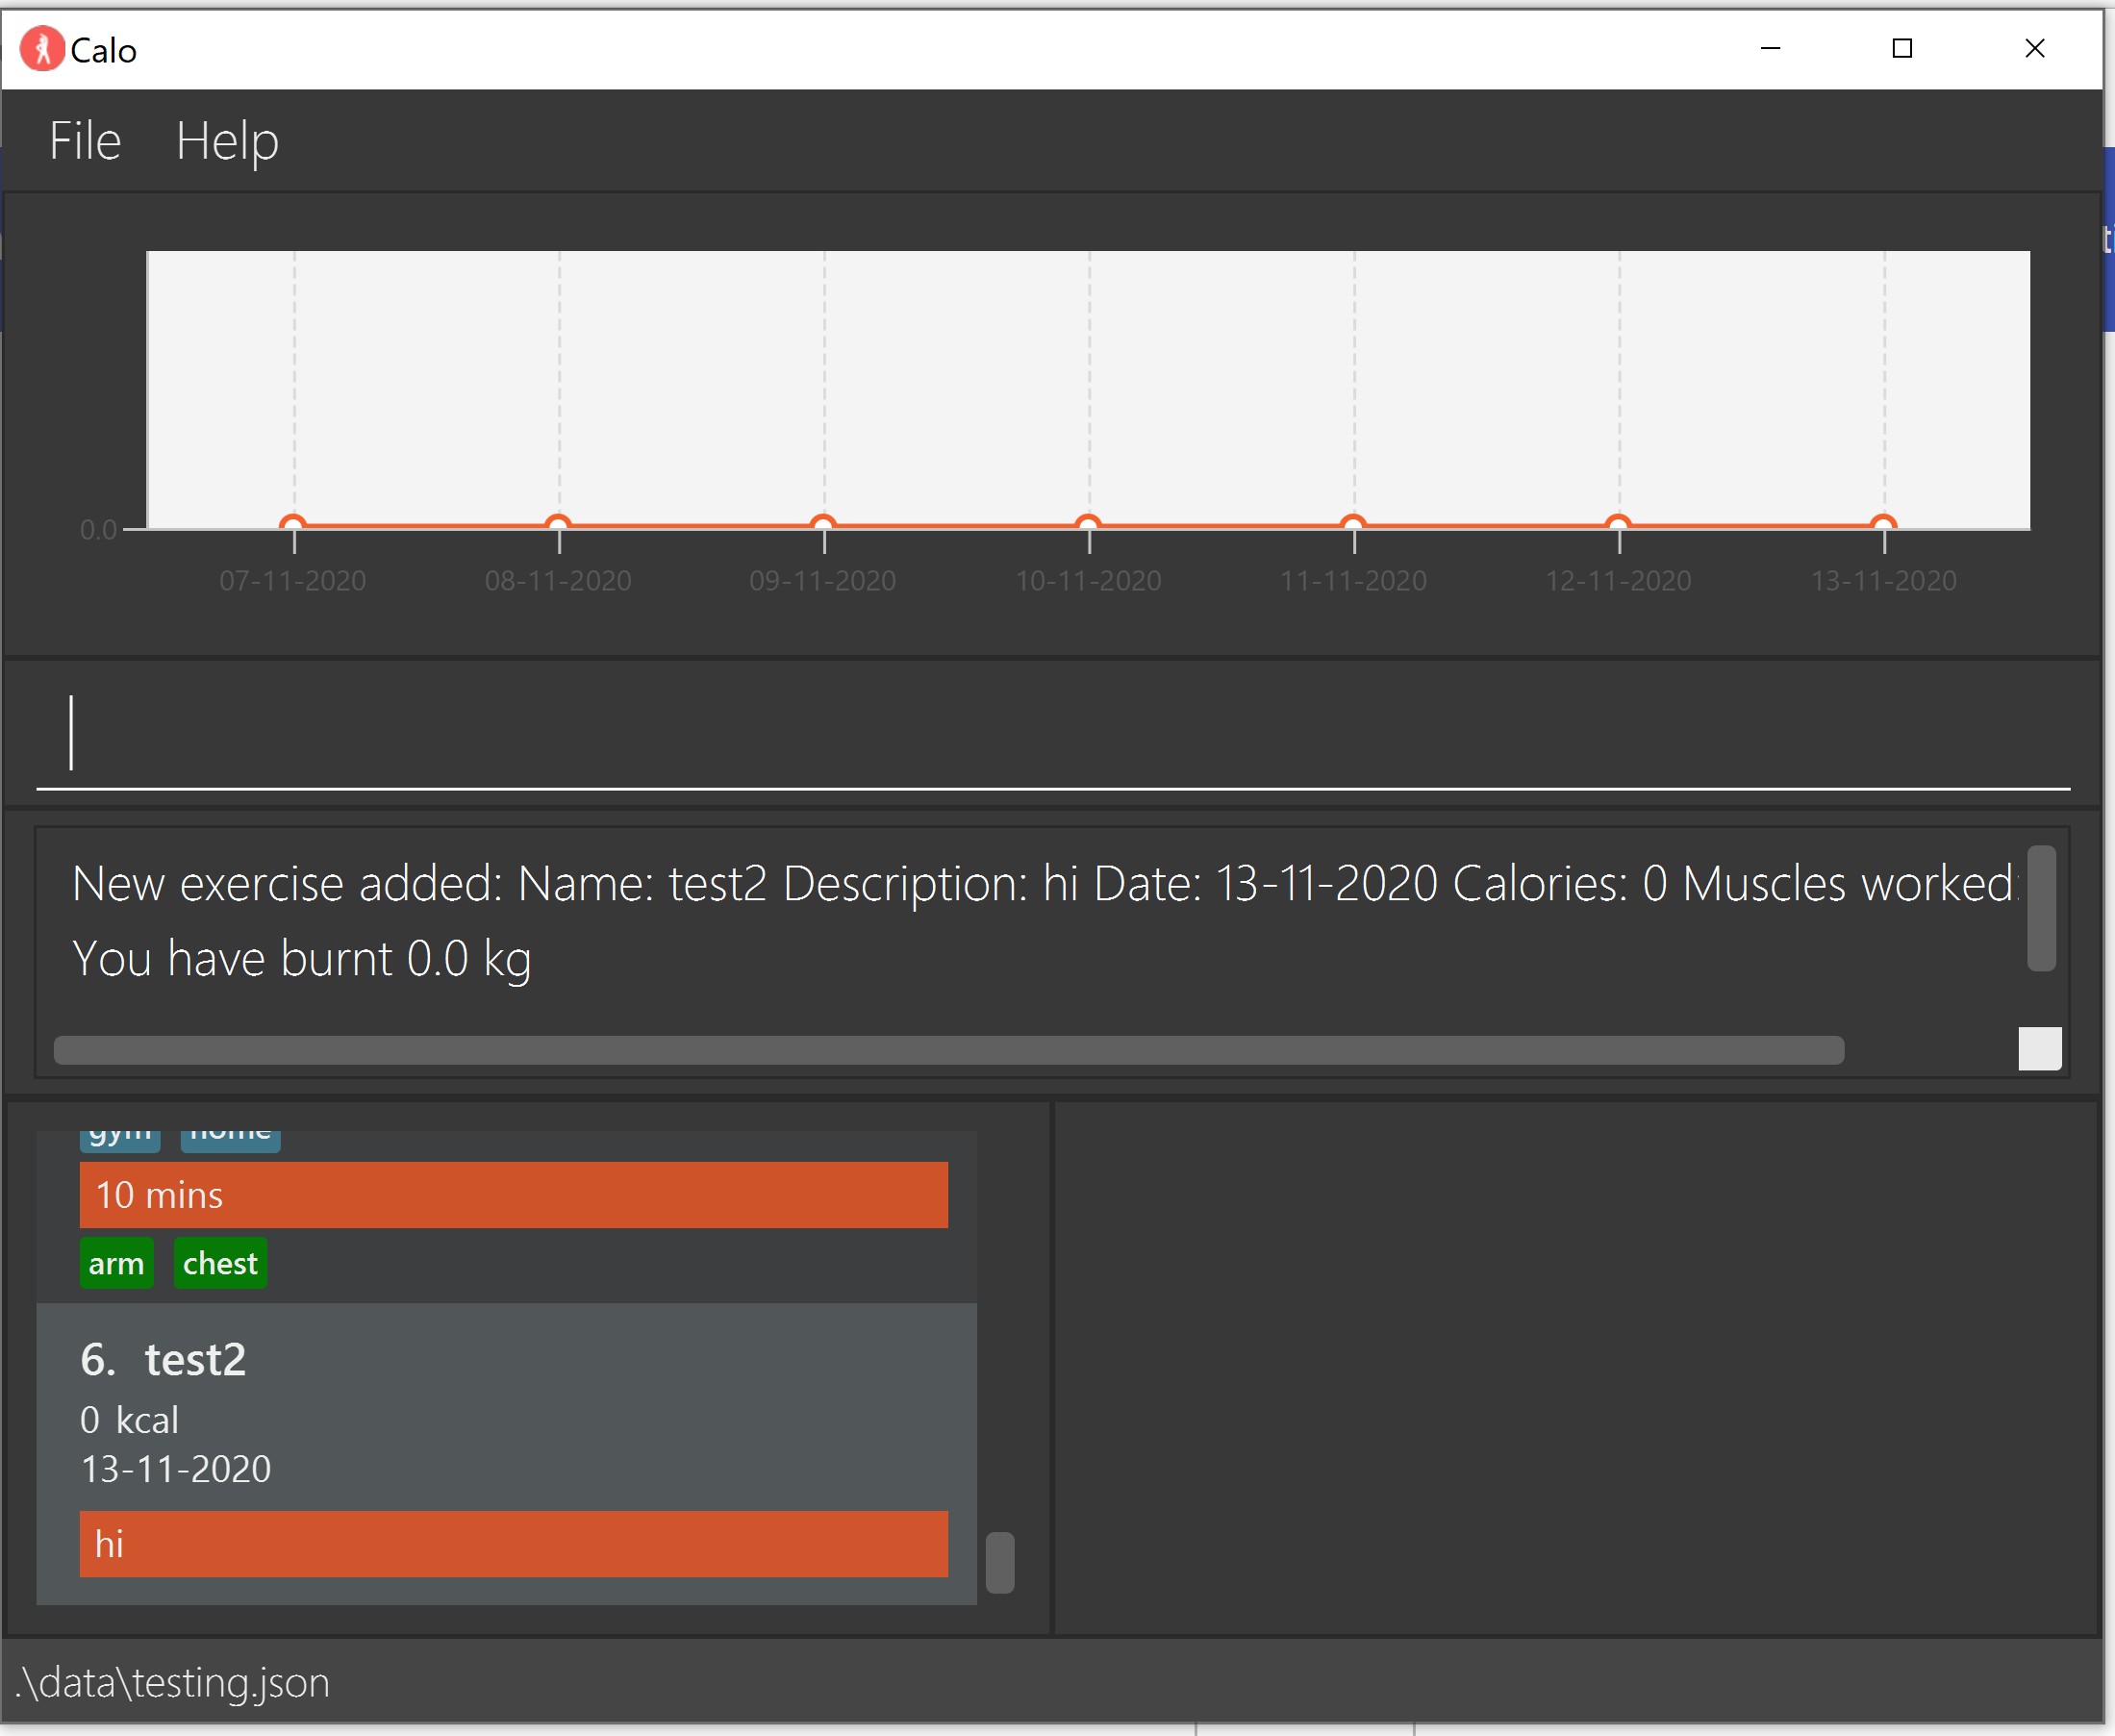 Calo
File Help
0.0
07-11-2020 08-11-2020 09-11-2020 10-11-2020 11-11-2020 12-11-2020 13-11-2020
New exercise added: Name: test2 Description: hi Date: 13-11-2020 Calories: 0 Muscles worked:
You have burnt 0.0 kg
gym home
10 mins
arm chest
6. test2
0 kcal
13-11-2020
hi
.\data\testing.json